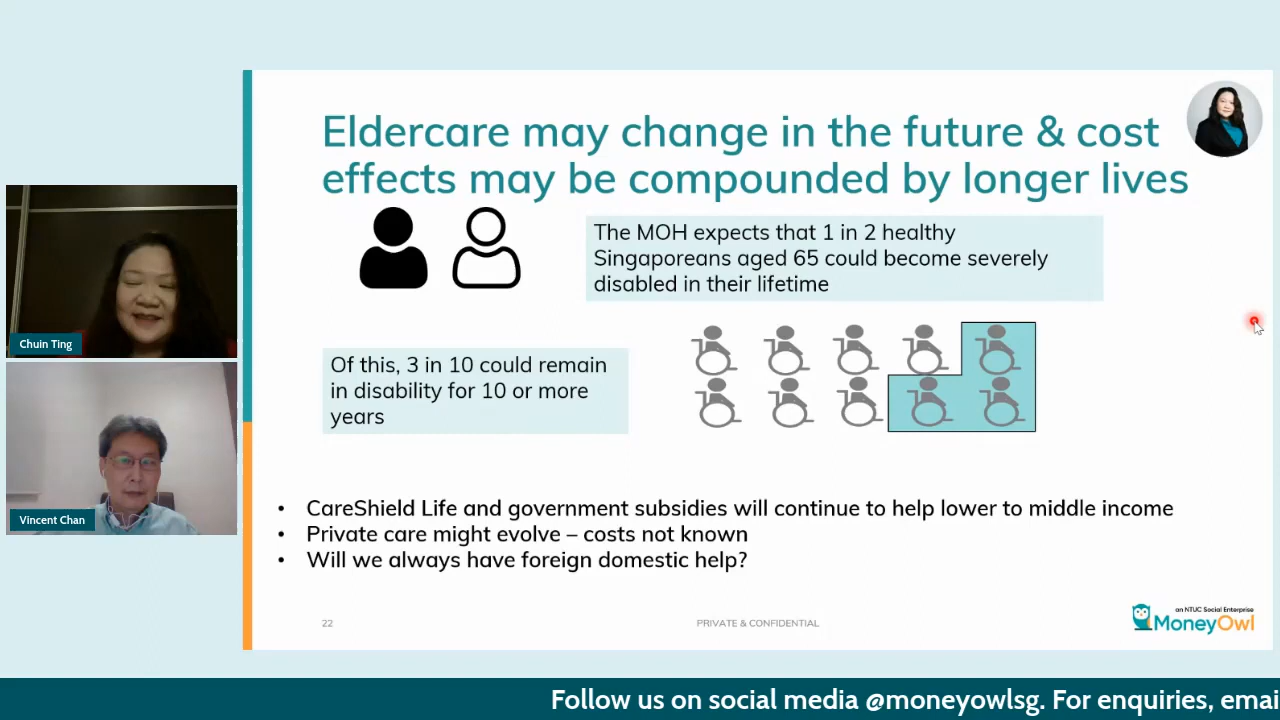 Eldercare may change in the future & cost
effects may be compounded by longer lives
The MOH expects that 1 in 2 healthy
Singaporeans aged 65 could become severely
disabled in their lifetime
Of this, 3 in 10 could remain
in disability for 10 or more
years
• CareShield Life and government subsidies will continue to help lower to middle income
• Private care might evolve – costs not known
• Will we always have foreign domestic help?
22
PRIVATE & CONFIDENTIAL
an NTUC Social Enterprise
MoneyOwl
Chuin Ting
Vincent Chan
Follow us on social media @moneyowlsg. For enquiries, emai